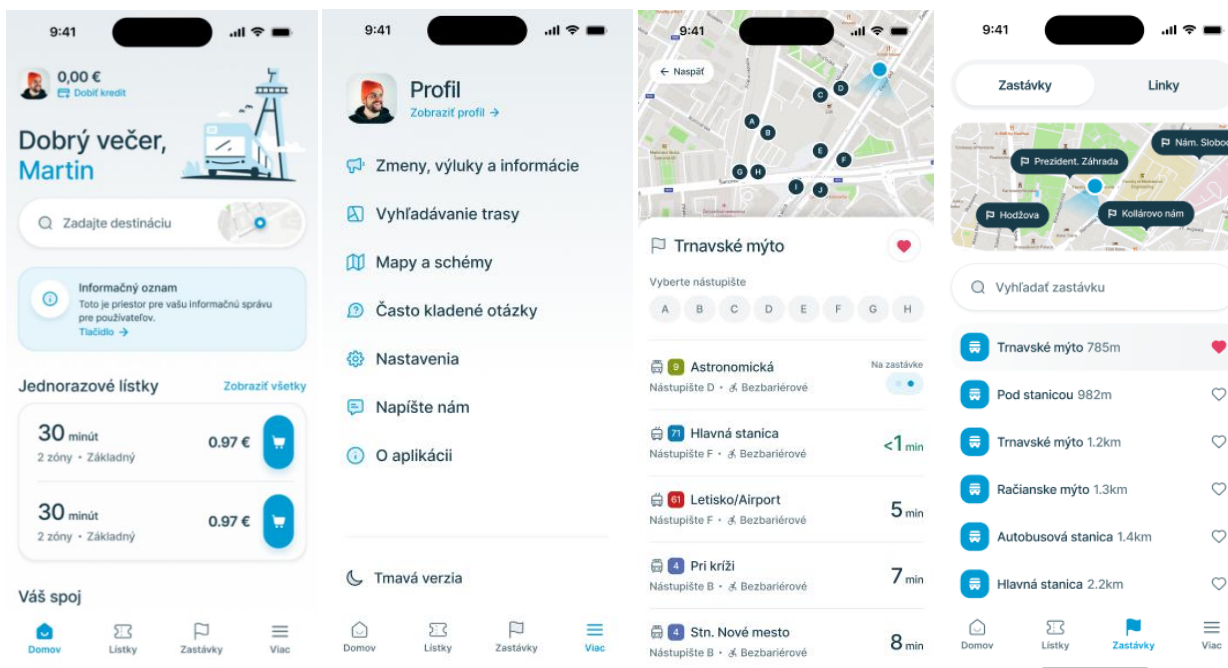 9:41
0,00 €
Dobiť kredit
Dobrý večer,
Martin
Zadajte destináciu
Informačný oznam
Toto je priestor pre vašu informačnú správu
pre používateľov.
Tlačidlo →
Jednorazové lístky
Zobraziť všetky
30 minút
0.97 €
2 zóny • Základný
30 minút
0.97 €
2 zóny • Základný
Váš spoj
Domov
Lístky
Zastávky
Viac
9:41
Profil
Zobraziť profil →
Zmeny, výluky a informácie
Vyhľadávanie trasy
Mapy a schémy
Často kladené otázky
Nastavenia
Napíšte nám
O aplikácii
Tmavá verzia
Domov
Lístky
Zastávky
Viac
9:41
← Naspäť
D
C
A
B
E
F
G H
I J
Trnavské mýto
Vyberte nástupište
A B C D E F G H
9 Astronomická
Na zastávke
Nástupište D • Bezbariérové
71 Hlavná stanica
<1 min
Nástupište F • Bezbariérové
61 Letisko/Airport
5 min
Nástupište F • Bezbariérové
4 Pri kríži
7 min
Nástupište B • Bezbariérové
4 Stn. Nové mesto
8 min
Nástupište B • Bezbariérové
9:41
Zastávky
Linky
Nám. Slobod
Prezident. Záhrada
Hodžova
Kollárovo nám
Vyhľadať zastávku
Trnavské mýto 785m
Pod stanicou 982m
Trnavské mýto 1.2km
Račianske mýto 1.3km
Autobusová stanica 1.4km
Hlavná stanica 2.2km
Domov
Lístky
Zastávky
Viac